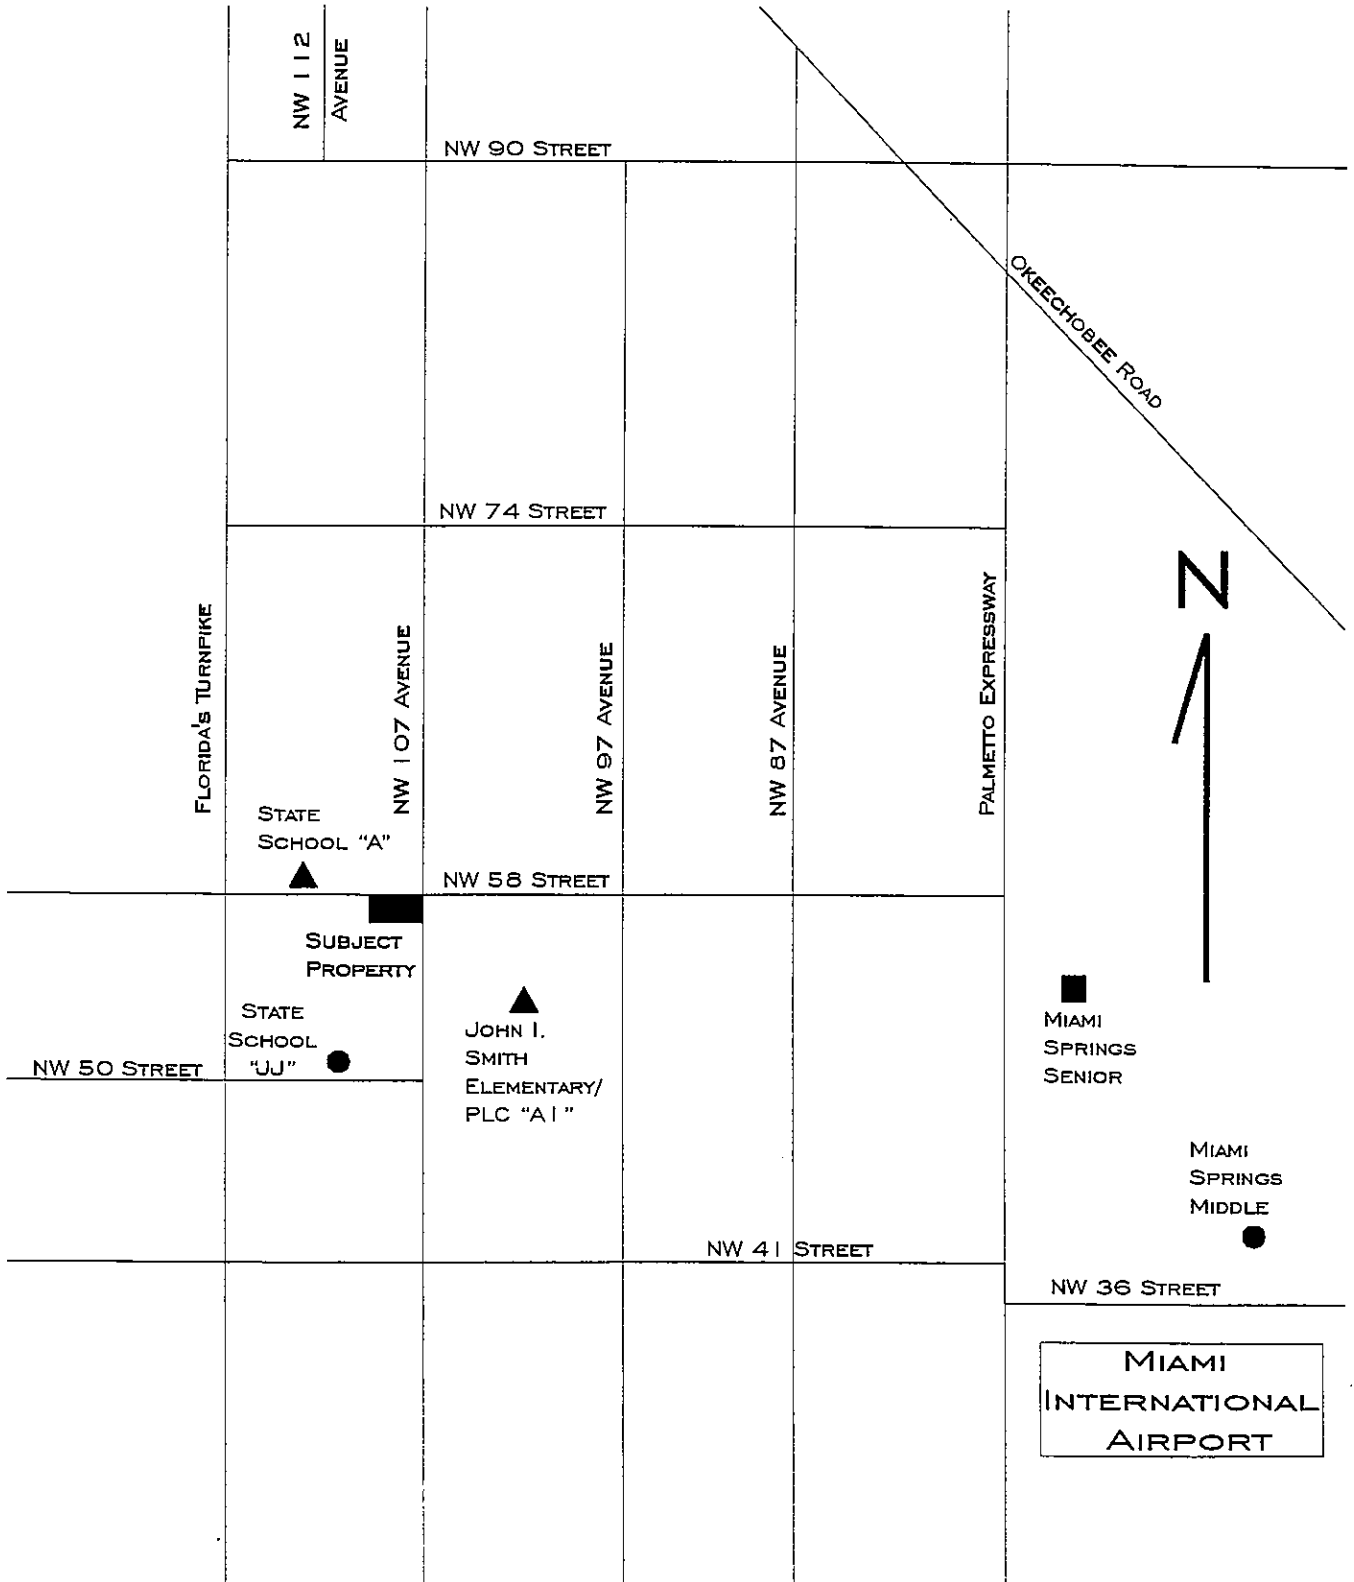 NW 112
AVENUE
NW 90 STREET
OKEECHOBEE ROAD
NW 74 STREET
N
FLORIDA'S TURNPIKE
NW 107 AVENUE
NW 97 AVENUE
NW 87 AVENUE
PALMETTO EXPRESSWAY
STATE
SCHOOL "A"
NW 58 STREET
SUBJECT
PROPERTY
STATE
SCHOOL
"JJ"
NW 50 STREET
JOHN I.
SMITH
ELEMENTARY/
PLC "A1"
MIAMI
SPRINGS
SENIOR
MIAMI
SPRINGS
MIDDLE
NW 41 STREET
NW 36 STREET
MIAMI
INTERNATIONAL
AIRPORT